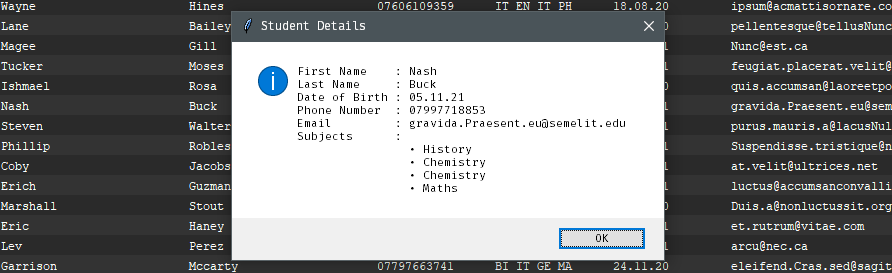 Wayne Hines 07606109359 IT EN IT PH 18.08.20 ipsum@acmattisornare.co
Lane Bailey pellentesque@tellusNunc
Student Details
Magee Gill Nunc@est.ca
Tucker Moses feugiat.placerat.velit@
First Name : Nash
Ishmael Rosa quis.accumsan@laoreetpo
Last Name : Buck
Date of Birth : 05.11.21
Nash Buck gravida.Praesent.eu@seme
Phone Number : 07997718853
Email : gravida.Praesent.eu@semelit.edu
Steven Walter purus.mauris.a@lacusNul
Subjects :
Phillip Robles Suspendisse.tristique@n
• History
• Chemistry
Coby Jacobs at.velit@ultrices.net
• Chemistry
Erich Guzman luctus@accumsanconvalli
• Maths
Marshall Stout Duis.a@nonluctussit.org
Eric Haney et.rutrum@vitae.com
OK
Lev Perez arcu@nec.ca
Garrison Mccarty 07797663741 BI IT GE MA 24.11.20 eleifend.Cras.sed@sagi